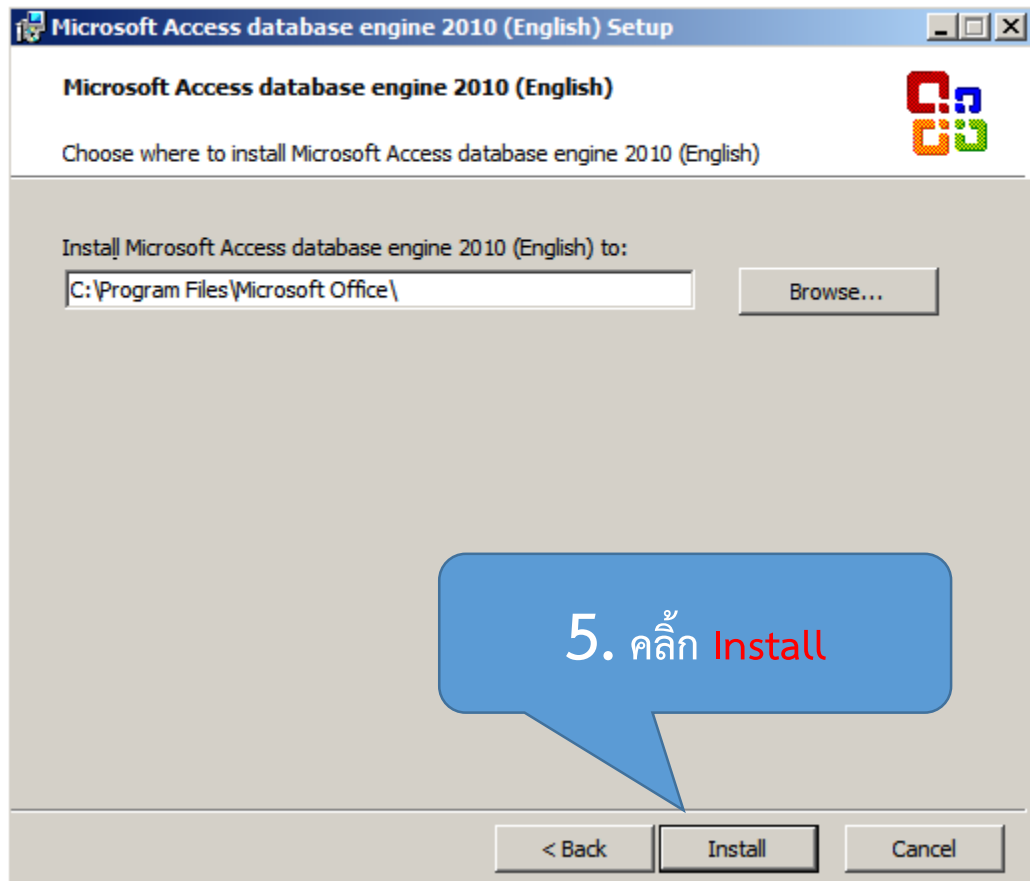 Microsoft Access database engine 2010 (English) Setup
Microsoft Access database engine 2010 (English)
Choose where to install Microsoft Access database engine 2010 (English)
Install Microsoft Access database engine 2010 (English) to:
C:\Program Files\Microsoft Office\
Browse...
5. คลิ้ก Install
< Back
Install
Cancel